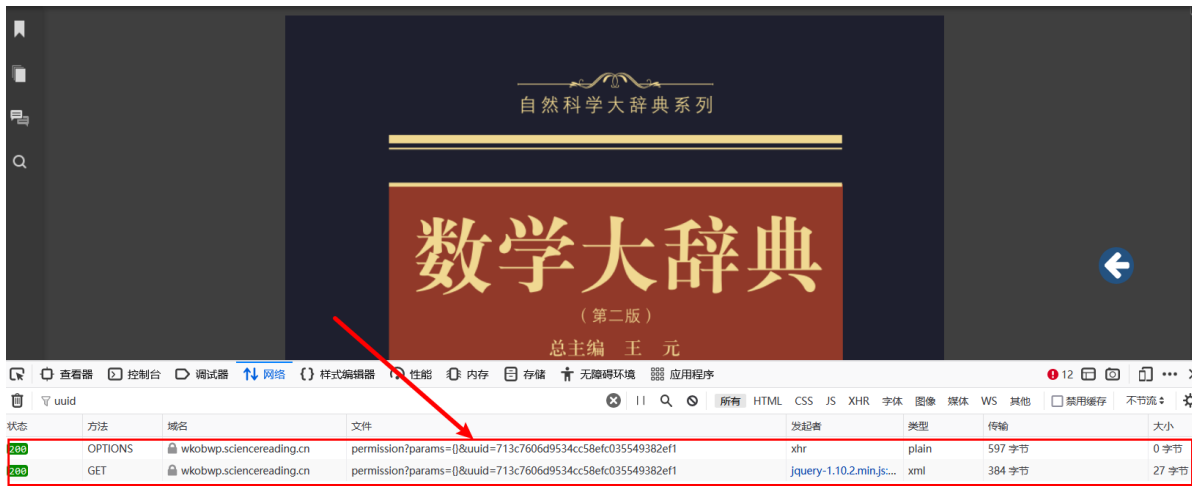 自然科学大辞典系列
数学大辞典
（第二版）
总主编 王 元
查看器 控制台 调试器 网络 样式编辑器 性能 内存 存储 无障碍环境 应用程序 12
uuid 所有 HTML CSS JS XHR 字体 图像 媒体 WS 其他 禁用缓存 不节流
状态 方法 域名 文件 发起者 类型 传输 大小
200 OPTIONS wkobwp.sciencereading.cn permission?params={}&uuid=713c7606d9534cc58efc035549382ef1 xhr plain 597 字节 0 字节
200 GET wkobwp.sciencereading.cn permission?params={}&uuid=713c7606d9534cc58efc035549382ef1 jquery-1.10.2.min.js:... xml 384 字节 27 字节